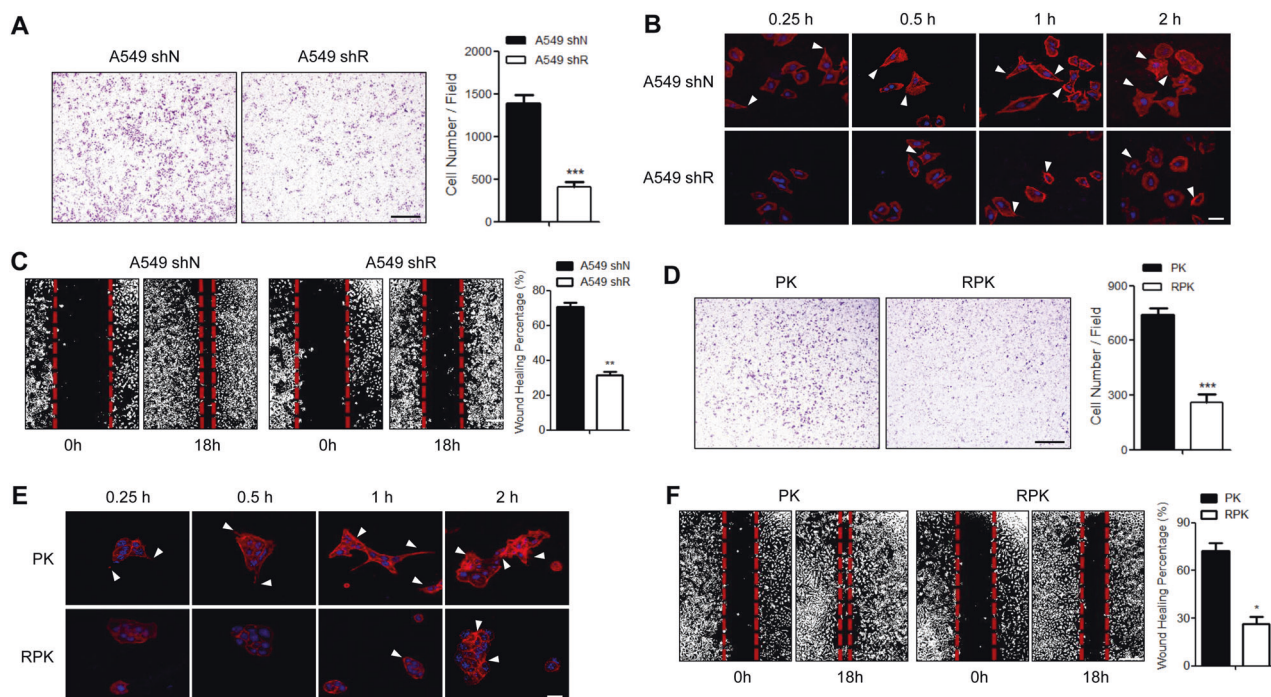 A
A549 shN
A549 shR
A549 shN
A549 shR
Cell Number / Field
1500
2000
1000
500
0
***
B
0.25 h
0.5 h
1 h
2 h
A549 shN
A549 shR
C
A549 shN
A549 shR
0h
18h
0h
18h
A549 shN
A549 shR
Wound Healing Percentage (%)
80
60
40
20
0
**
D
PK
RPK
PK
RPK
Cell Number / Field
900
600
300
0
***
E
0.25 h
0.5 h
1 h
2 h
PK
RPK
F
PK
RPK
0h
18h
0h
18h
PK
RPK
Wound Healing Percentage (%)
90
60
30
0
*